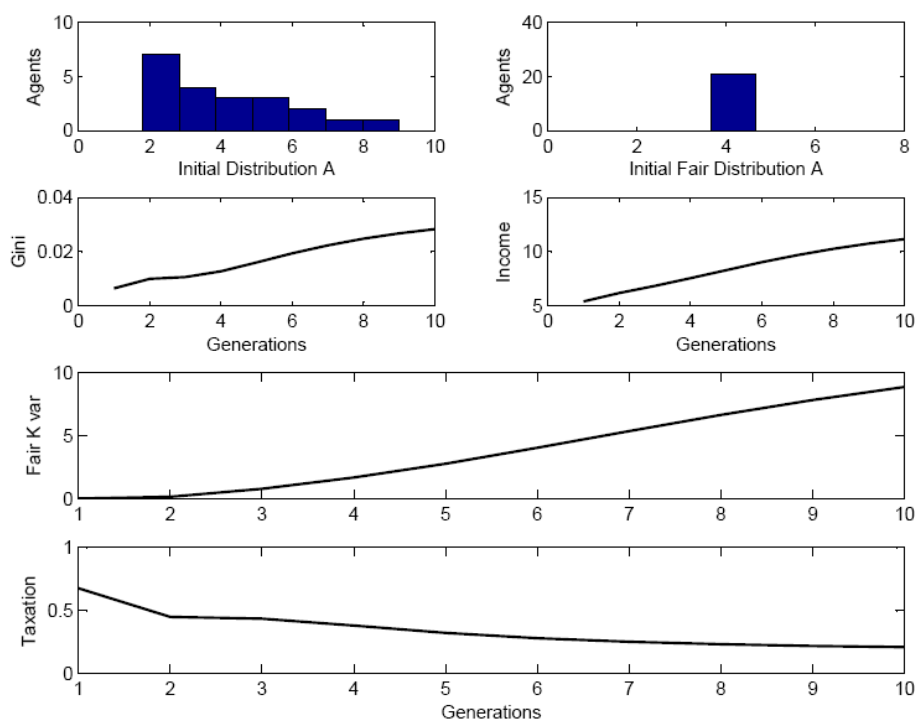 10
5
0
Agents
0 2 4 6 8 10
Initial Distribution A
40
20
0
Agents
0 2 4 6 8
Initial Fair Distribution A
0.04
0.02
0
Gini
0 2 4 6 8 10
Generations
15
10
5
Income
0 2 4 6 8 10
Generations
10
5
0
Fair K var
1 2 3 4 5 6 7 8 9 10
1
0.5
0
Taxation
1 2 3 4 5 6 7 8 9 10
Generations